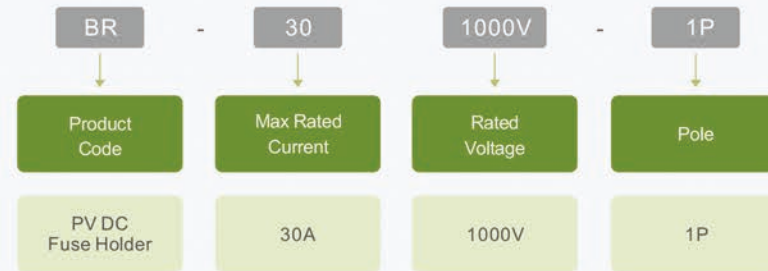 BR - 30 1000V - 1P
Product Code Max Rated Current Rated Voltage Pole
PV DC Fuse Holder 30A 1000V 1P